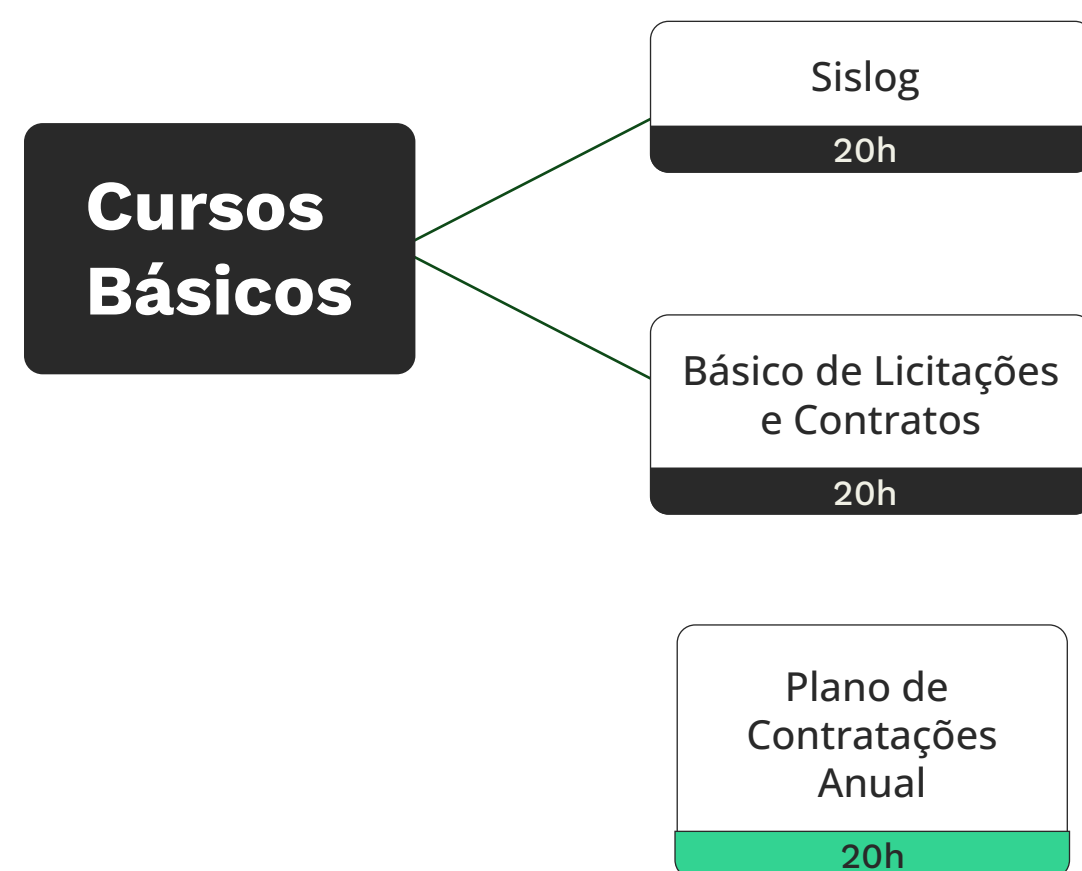 Cursos
Básicos
Sislog
20h
Básico de Licitações
e Contratos
20h
Plano de
Contratações
Anual
20h